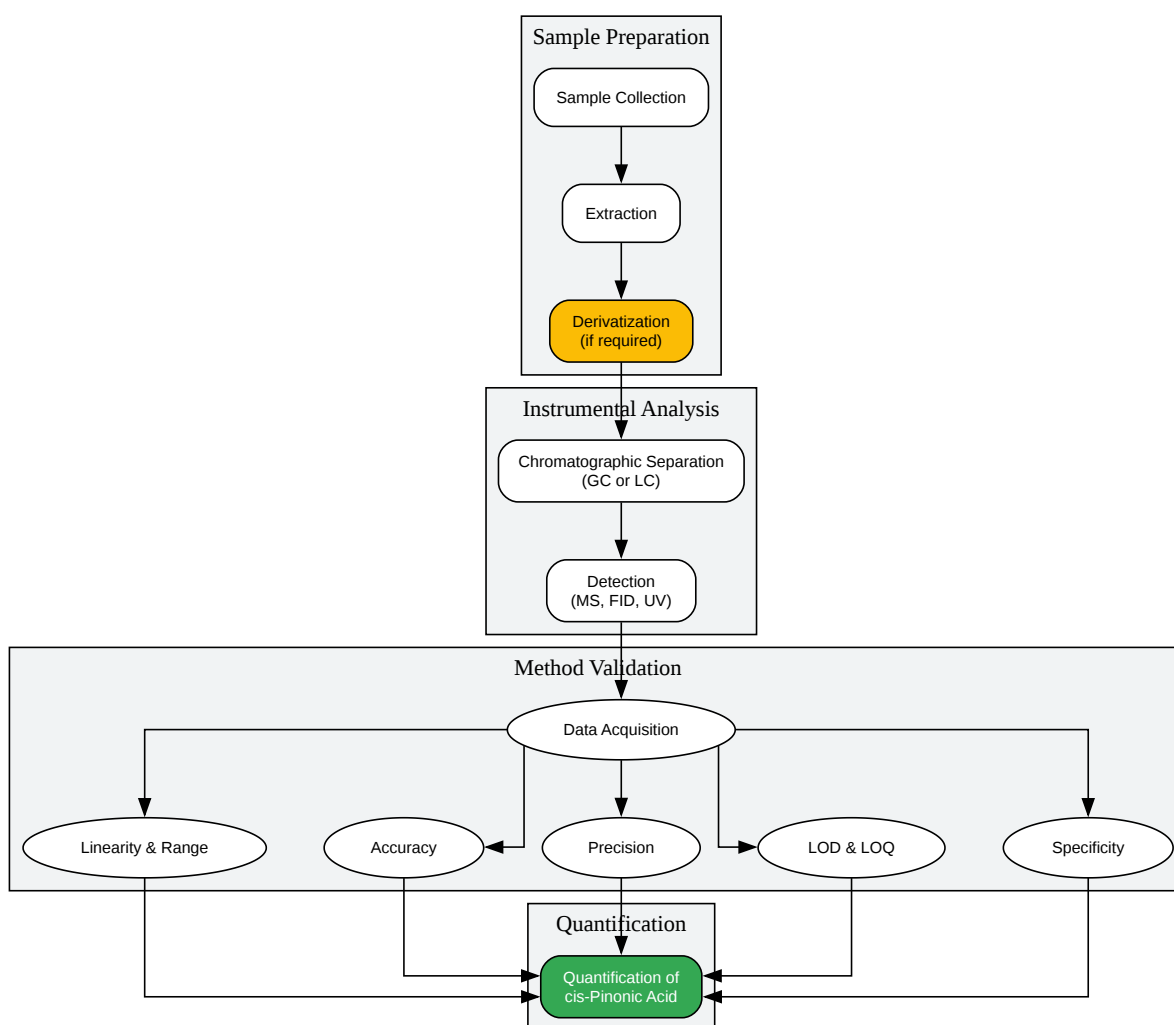 Sample Preparation
Sample Collection
Extraction
Derivatization
(if required)
Instrumental Analysis
Chromatographic Separation
(GC or LC)
Detection
(MS, FID, UV)
Method Validation
Data Acquisition
Linearity & Range
Accuracy
Precision
LOD & LOQ
Specificity
Quantification
Quantification of
cis-Pinonic Acid